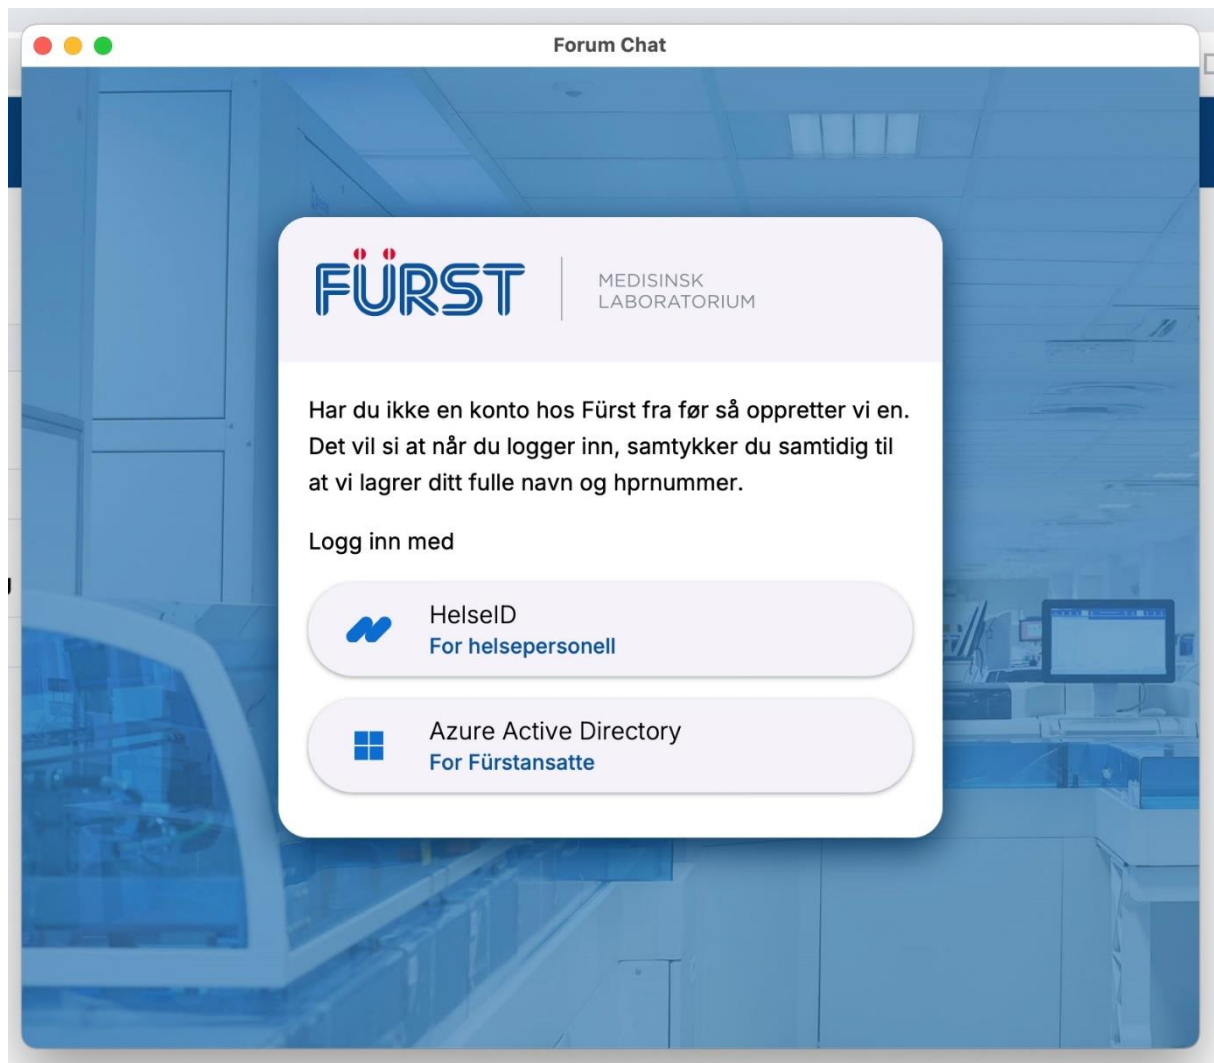 Forum Chat
FÜRST
MEDISINSK
LABORATORIUM
Har du ikke en konto hos Fürst fra før så oppretter vi en.
Det vil si at når du logger inn, samtykker du samtidig til
at vi lagrer ditt fulle navn og hprnummer.
Logg inn med
HelseID
For helsepersonell
Azure Active Directory
For Fürstansatte